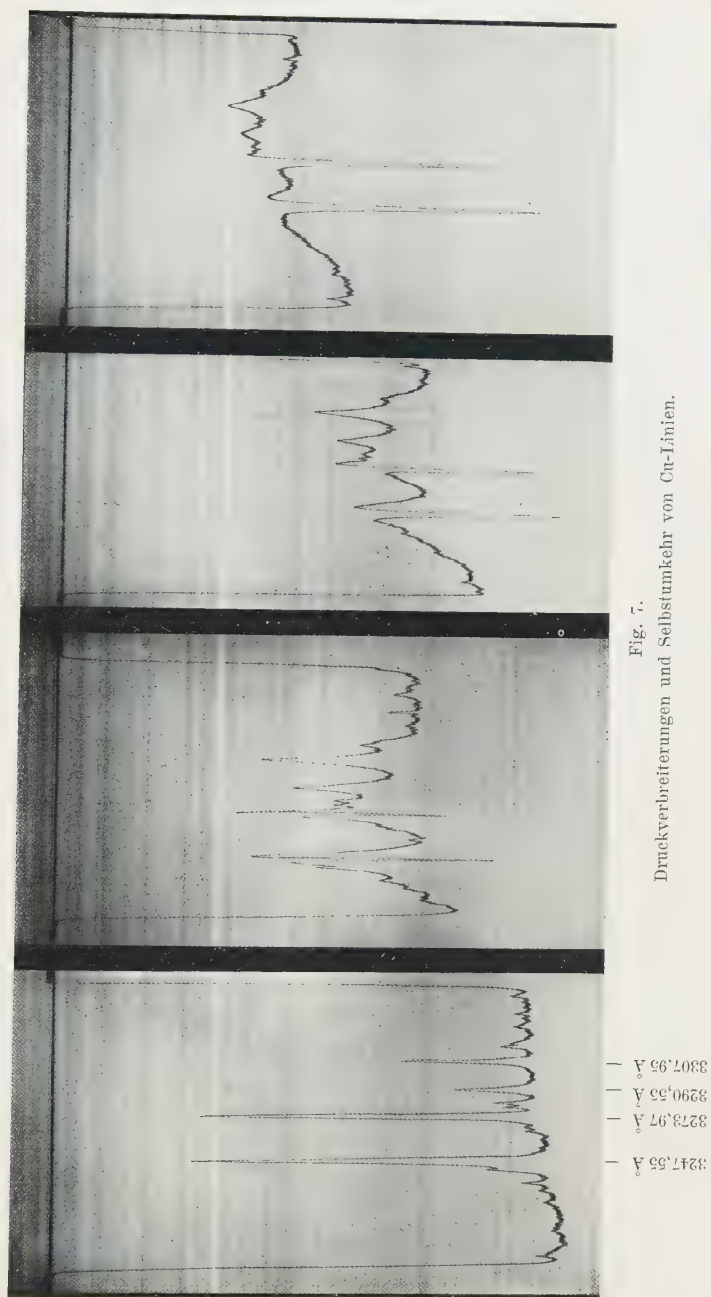 Fig. 7.
Druckverbreiterungen und Selbstumkehr von Cu-Linien.
3307,95 Å
3290,55 Å
3273,97 Å
3247,55 Å